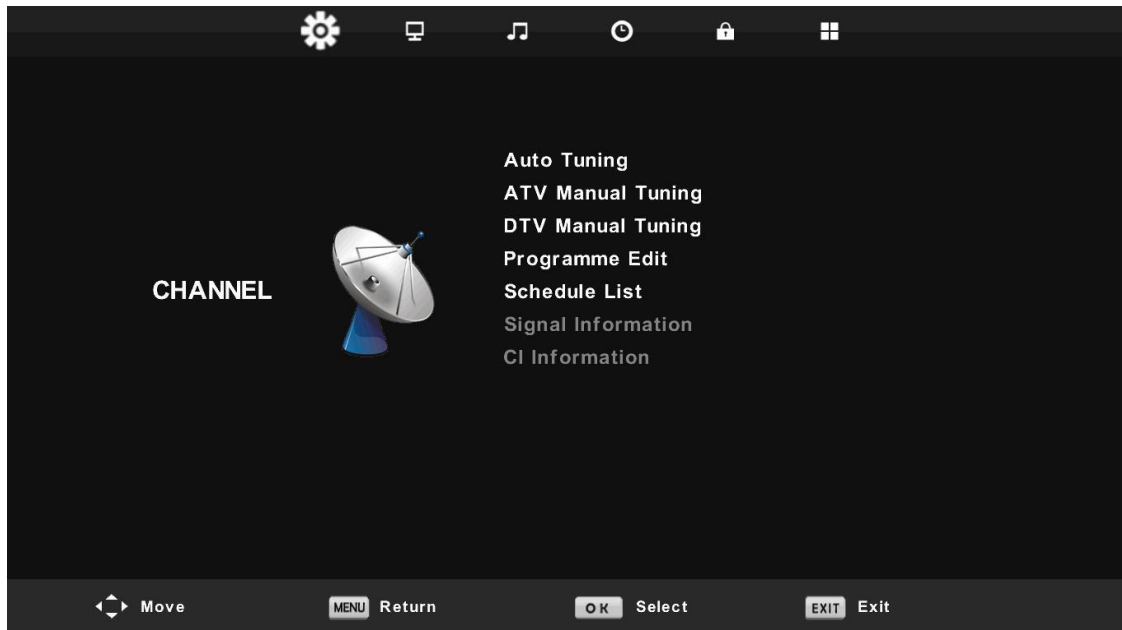 Auto Tuning
ATV Manual Tuning
DTV Manual Tuning
Programme Edit
CHANNEL
Schedule List
Signal Information
CI Information
Move
MENU Return
OK Select
EXIT Exit